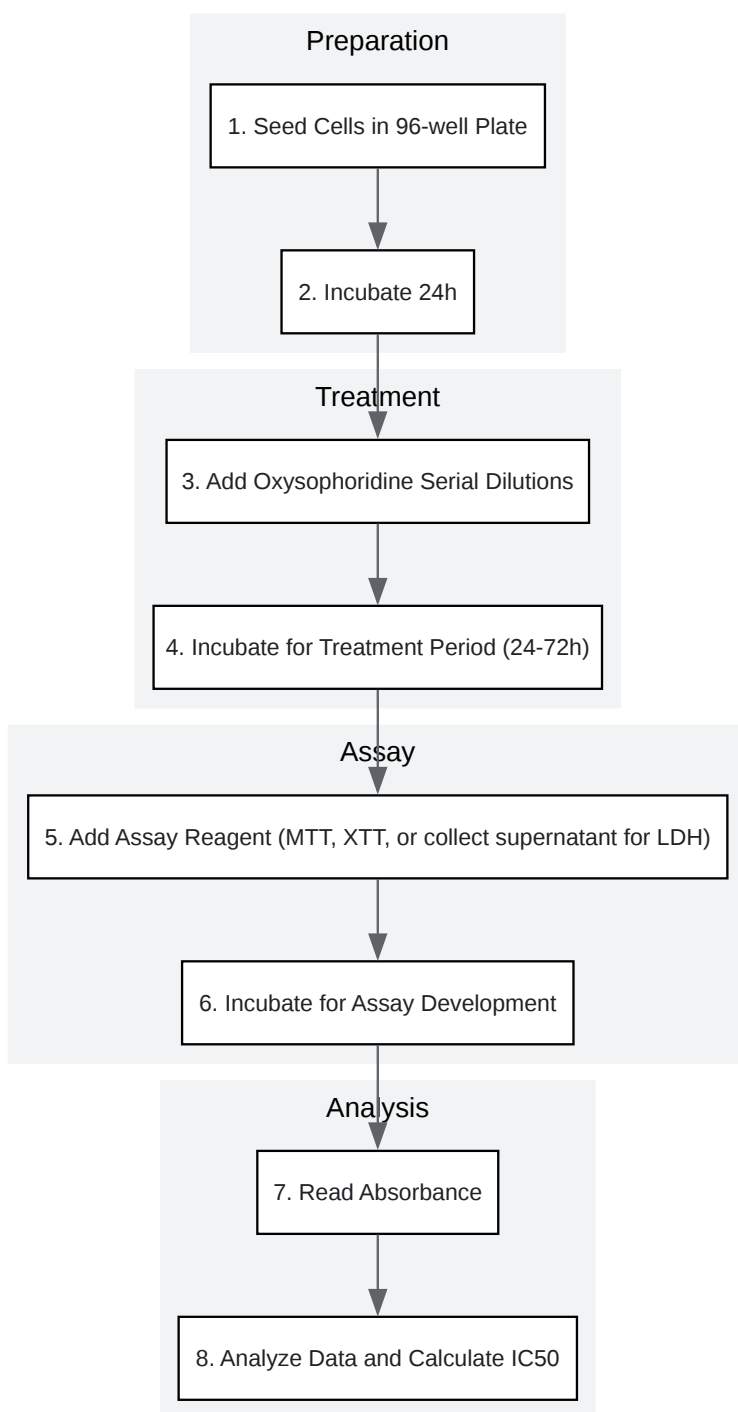 Preparation
1. Seed Cells in 96-well Plate
2. Incubate 24h
Treatment
3. Add Oxysophoridine Serial Dilutions
4. Incubate for Treatment Period (24-72h)
Assay
5. Add Assay Reagent (MTT, XTT, or collect supernatant for LDH)
6. Incubate for Assay Development
Analysis
7. Read Absorbance
8. Analyze Data and Calculate IC50